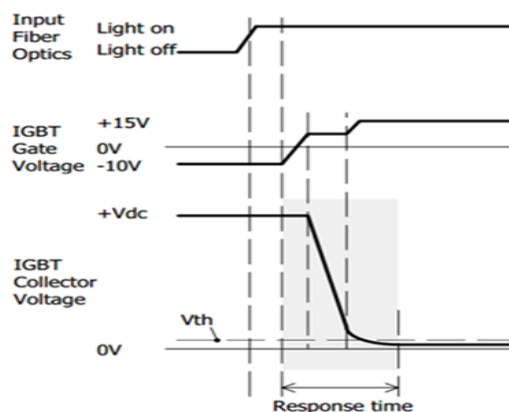 Input
Fiber
Optics
Light on
Light off
IGBT
Gate
Voltage
+15V
0V
-10V
+Vdc
IGBT
Collector
Voltage
Vth
0V
Response time